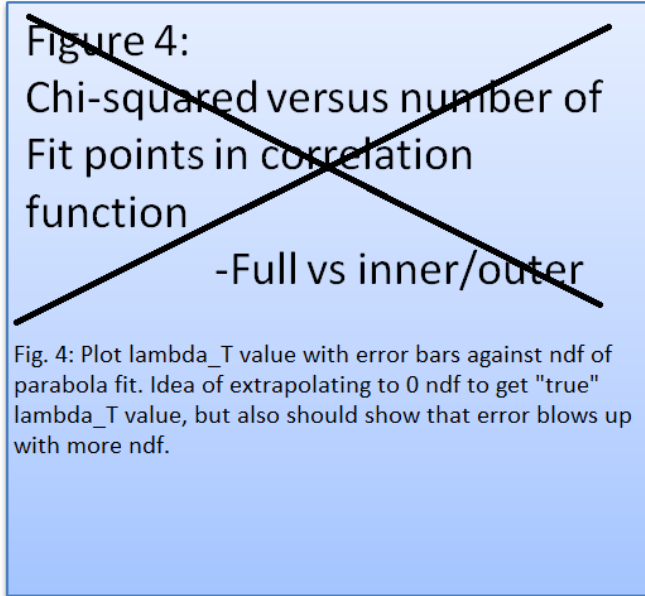 Figure 4:
Chi-squared versus number of
Fit points in correlation
function
-Full vs inner/outer
Fig. 4: Plot lambda_T value with error bars against ndf of
parabola fit. Idea of extrapolating to 0 ndf to get "true"
lambda_T value, but also should show that error blows up
with more ndf.